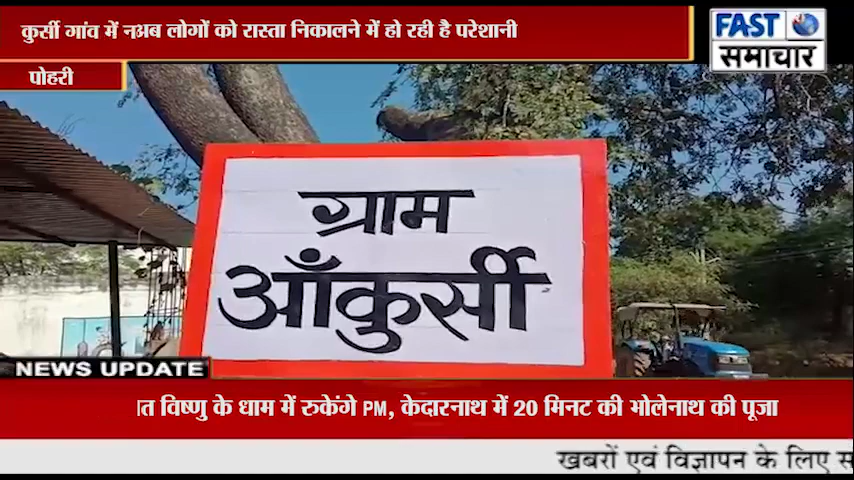 कुर्सी गांव में नअब लोगों को रास्ता निकालने में हो रही है परेशानी
FAST
समाचार
पोहरी
ग्राम
आँकुर्सी
NEWS UPDATE
विष्णु के धाम में रुकेंगे PM, केदारनाथ में 20 मिनट की भोलेनाथ की पूजा
खबरों एवं विज्ञापन के लिए